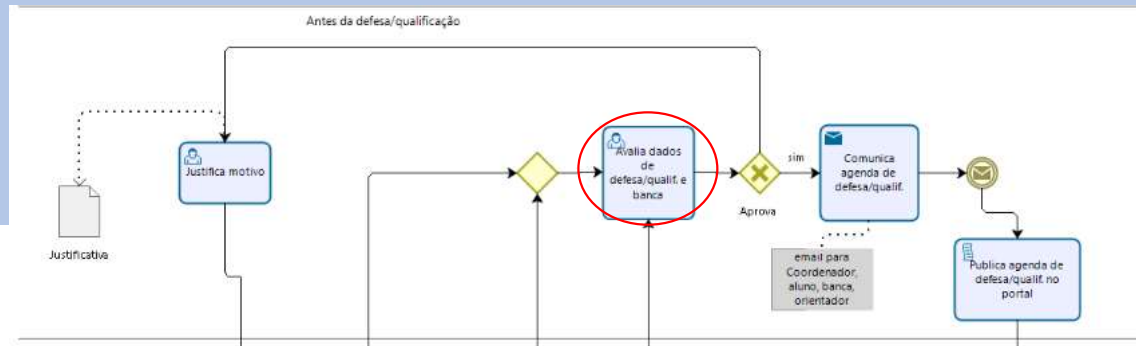 Antes da defesa/qualificação
Justifica motivo
Justificativa
Avalia dados
de
defesa/qualif. e
banca
Aprova
sim
Comunica
agenda de
defesa/qualif.
email para
Coordenador,
aluno, banca,
orientador
Publica agenda de
defesa/qualif. no
portal